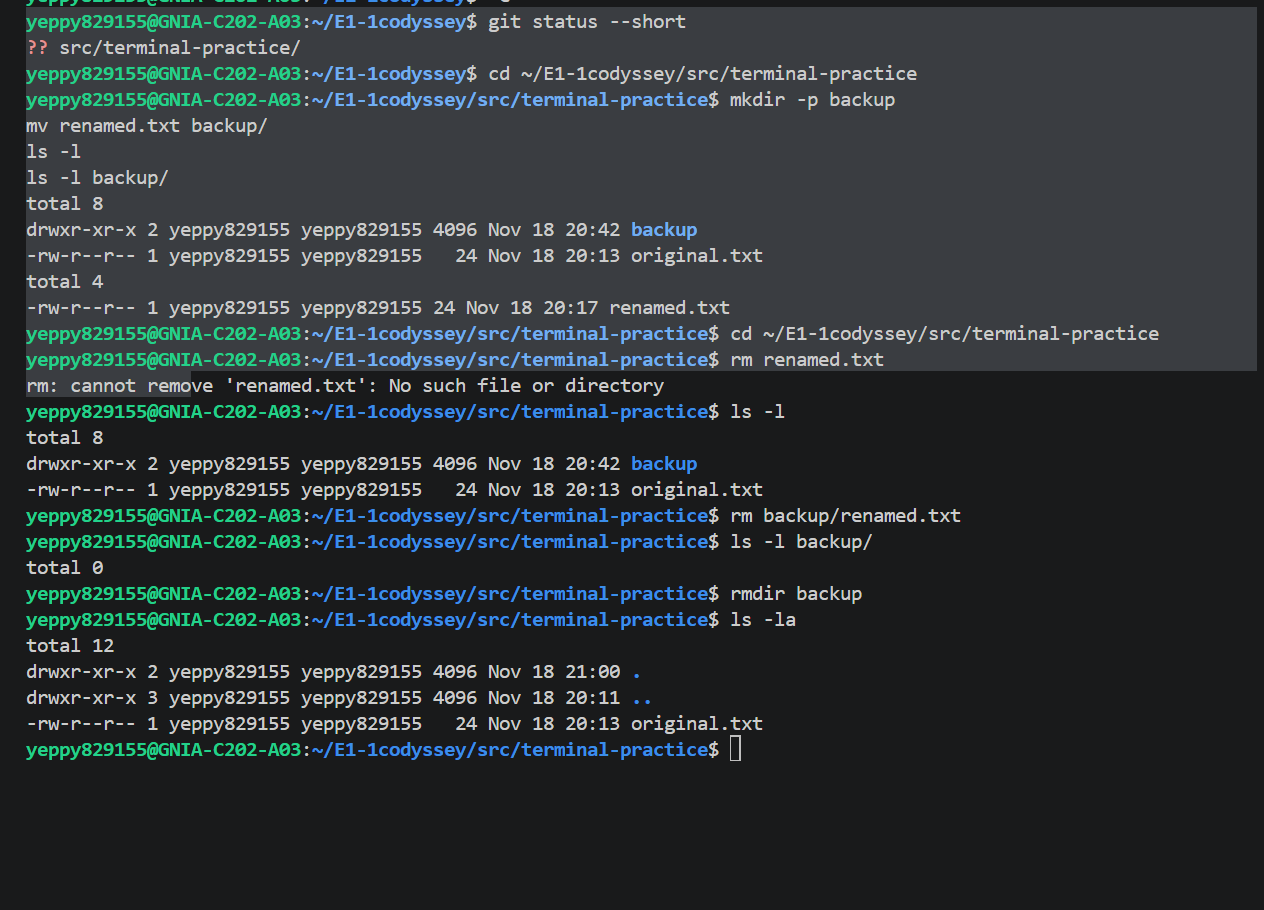 yeppy829155@GNIA-C202-A03:~/E1-1codyssey$ git status --short
?? src/terminal-practice/
yeppy829155@GNIA-C202-A03:~/E1-1codyssey$ cd ~/E1-1codyssey/src/terminal-practice
yeppy829155@GNIA-C202-A03:~/E1-1codyssey/src/terminal-practice$ mkdir -p backup
mv renamed.txt backup/
ls -l
ls -l backup/
total 8
drwxr-xr-x 2 yeppy829155 yeppy829155 4096 Nov 18 20:42 backup
-rw-r--r-- 1 yeppy829155 yeppy829155   24 Nov 18 20:13 original.txt
total 4
-rw-r--r-- 1 yeppy829155 yeppy829155 24 Nov 18 20:17 renamed.txt
yeppy829155@GNIA-C202-A03:~/E1-1codyssey/src/terminal-practice$ cd ~/E1-1codyssey/src/terminal-practice
yeppy829155@GNIA-C202-A03:~/E1-1codyssey/src/terminal-practice$ rm renamed.txt
rm: cannot remove 'renamed.txt': No such file or directory
yeppy829155@GNIA-C202-A03:~/E1-1codyssey/src/terminal-practice$ ls -l
total 8
drwxr-xr-x 2 yeppy829155 yeppy829155 4096 Nov 18 20:42 backup
-rw-r--r-- 1 yeppy829155 yeppy829155   24 Nov 18 20:13 original.txt
yeppy829155@GNIA-C202-A03:~/E1-1codyssey/src/terminal-practice$ rm backup/renamed.txt
yeppy829155@GNIA-C202-A03:~/E1-1codyssey/src/terminal-practice$ ls -l backup/
total 0
yeppy829155@GNIA-C202-A03:~/E1-1codyssey/src/terminal-practice$ rmdir backup
yeppy829155@GNIA-C202-A03:~/E1-1codyssey/src/terminal-practice$ ls -la
total 12
drwxr-xr-x 2 yeppy829155 yeppy829155 4096 Nov 18 21:00 .
drwxr-xr-x 3 yeppy829155 yeppy829155 4096 Nov 18 20:11 ..
-rw-r--r-- 1 yeppy829155 yeppy829155   24 Nov 18 20:13 original.txt
yeppy829155@GNIA-C202-A03:~/E1-1codyssey/src/terminal-practice$